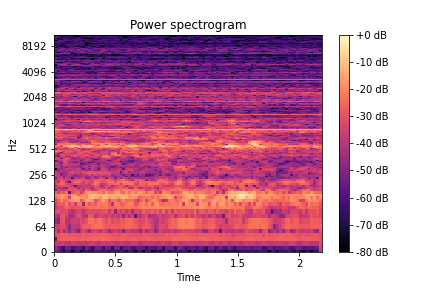 Power spectrogram
Hz
8192
4096
2048
1024
512
256
128
64
0
0 0.5 1 1.5 2
Time
+0 dB
-10 dB
-20 dB
-30 dB
-40 dB
-50 dB
-60 dB
-70 dB
-80 dB